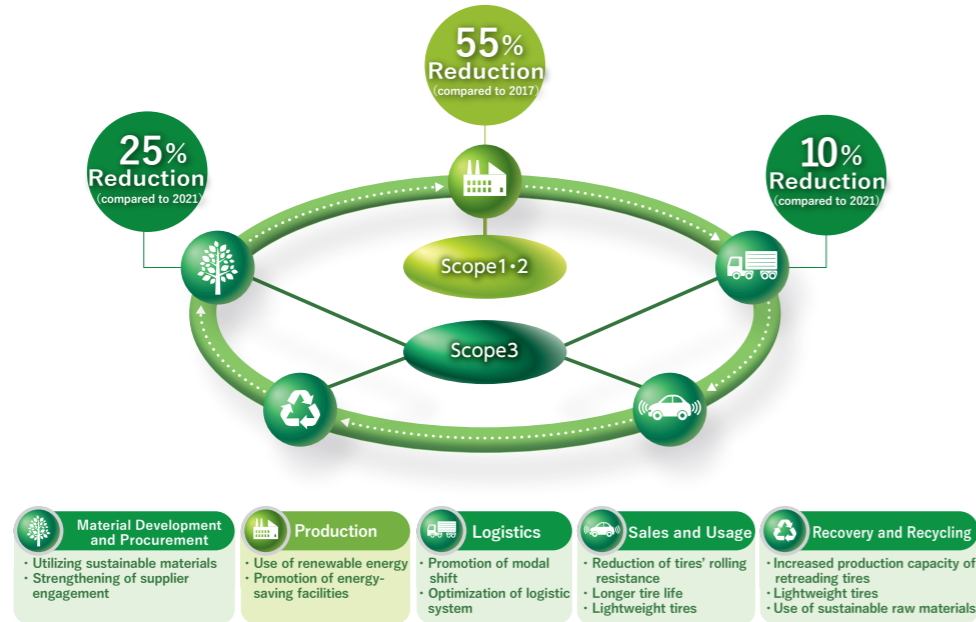 55%
Reduction
(compared to 2017)
25%
Reduction
(compared to 2021)
10%
Reduction
(compared to 2021)
Scope1・2
Scope3
Material Development
and Procurement
・Utilizing sustainable materials
・Strengthening of supplier
engagement
Production
・Use of renewable energy
・Promotion of energy-
saving facilities
Logistics
・Promotion of modal
shift
・Optimization of logistic
system
Sales and Usage
・Reduction of tires' rolling
resistance
・Longer tire life
・Lightweight tires
Recovery and Recycling
・Increased production capacity of
retreading tires
・Lightweight tires
・Use of sustainable raw materials